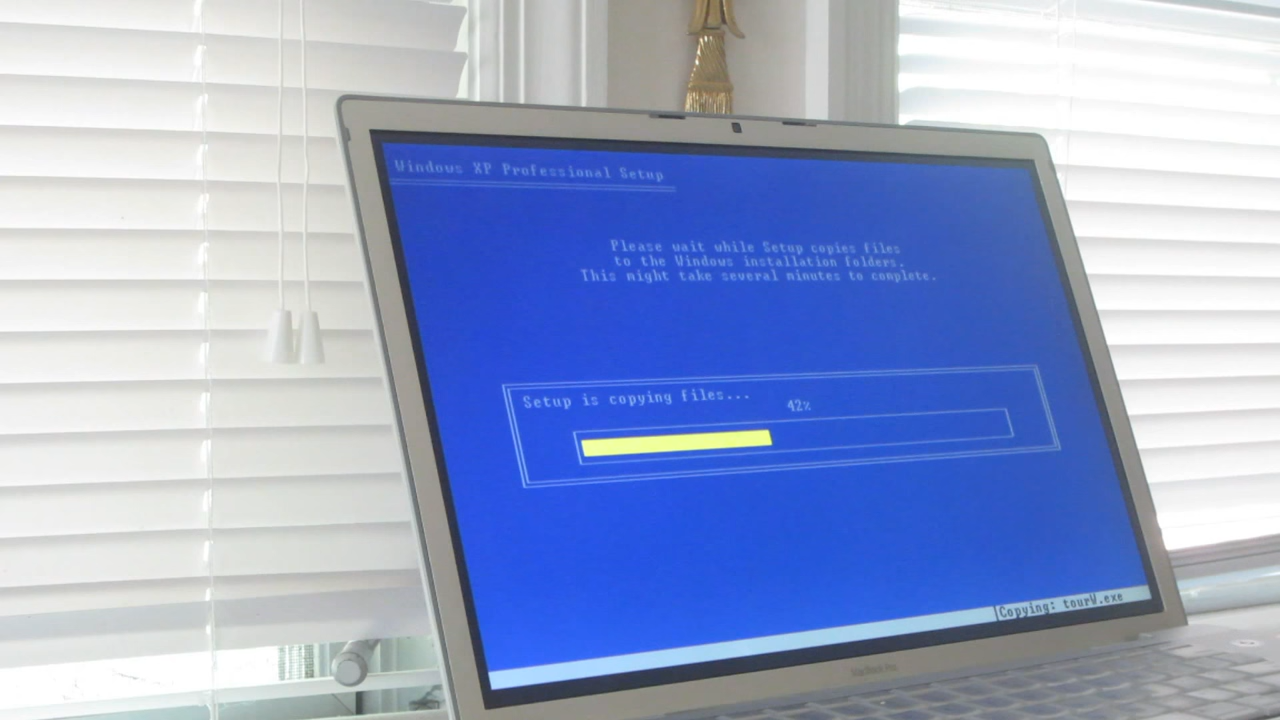 Windows XP Professional Setup
Please wait while Setup copies files
to the Windows installation folders.
This might take several minutes to complete.
Setup is copying files...
42%
Copying: tourW.exe
MacBook Pro